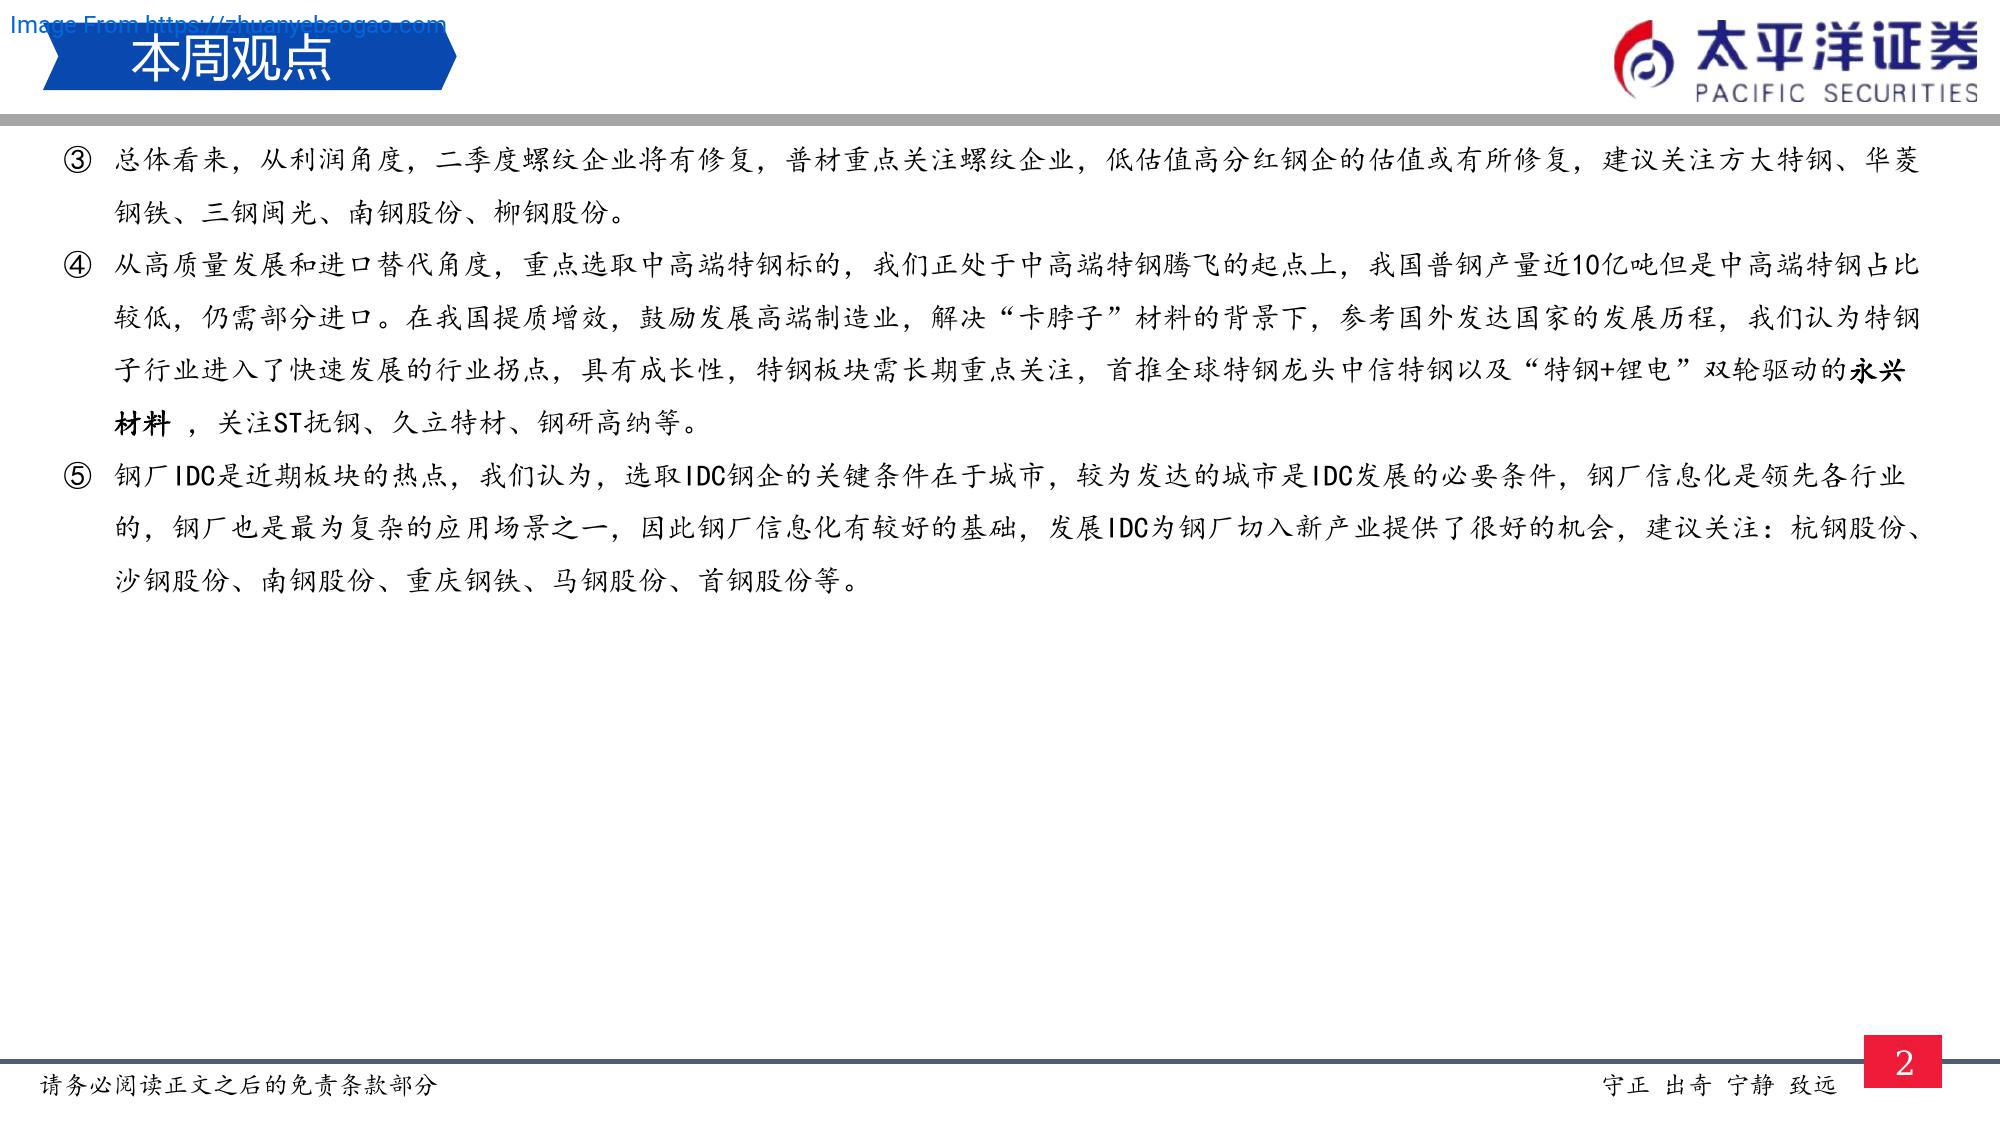 Image From https://zhuanyebaogao.com
本周观点
太平洋证券
PACIFIC SECURITIES
③ 总体看来，从利润角度，二季度螺纹企业将有修复，普材重点关注螺纹企业，低估值高分红钢企的估值或有所修复，建议关注方大特钢、华菱
钢铁、三钢闽光、南钢股份、柳钢股份。
④ 从高质量发展和进口替代角度，重点选取中高端特钢标的，我们正处于中高端特钢腾飞的起点上，我国普钢产量近10亿吨但是中高端特钢占比
较低，仍需部分进口。在我国提质增效，鼓励发展高端制造业，解决“卡脖子”材料的背景下，参考国外发达国家的发展历程，我们认为特钢
子行业进入了快速发展的行业拐点，具有成长性，特钢板块需长期重点关注，首推全球特钢龙头中信特钢以及“特钢+锂电”双轮驱动的永兴
材料 ，关注ST抚钢、久立特材、钢研高纳等。
⑤ 钢厂IDC是近期板块的热点，我们认为，选取IDC钢企的关键条件在于城市，较为发达的城市是IDC发展的必要条件，钢厂信息化是领先各行业
的，钢厂也是最为复杂的应用场景之一，因此钢厂信息化有较好的基础，发展IDC为钢厂切入新产业提供了很好的机会，建议关注：杭钢股份、
沙钢股份、南钢股份、重庆钢铁、马钢股份、首钢股份等。
请务必阅读正文之后的免责条款部分
守正 出奇 宁静 致远
2